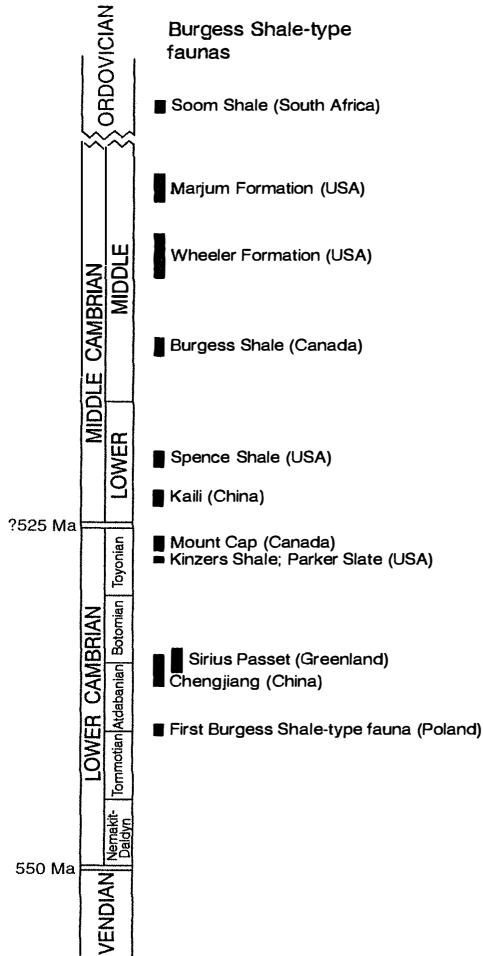 Burgess Shale-type
faunas
ORDOVICIAN
Soom Shale (South Africa)
Marjum Formation (USA)
Wheeler Formation (USA)
MIDDLE CAMBRIAN
MIDDLE
Burgess Shale (Canada)
LOWER
Spence Shale (USA)
Kaili (China)
?525 Ma
Mount Cap (Canada)
Kinzers Shale; Parker Slate (USA)
LOWER CAMBRIAN
Toyonian
Botomian
Sirius Passet (Greenland)
Chengjiang (China)
Atdabanian
First Burgess Shale-type fauna (Poland)
Tommotian
Nemakit-
Daldyn
550 Ma
VENDIAN